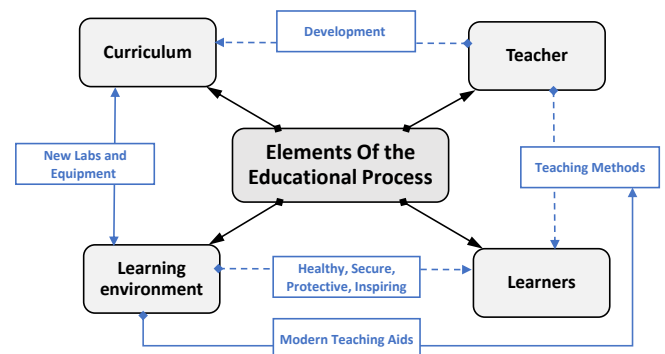 Development
Curriculum
Teacher
Elements Of the
Educational Process
New Labs and
Equipment
Teaching Methods
Learning
environment
Healthy, Secure,
Protective, Inspiring
Learners
Modern Teaching Aids